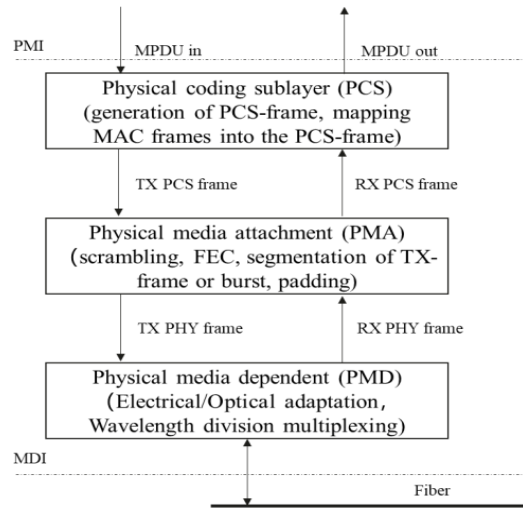 MPDU in
MPDU out
PMI
Physical coding sublayer (PCS)
(generation of PCS-frame, mapping
MAC frames into the PCS-frame)
TX PCS frame
RX PCS frame
Physical media attachment (PMA)
(scrambling, FEC, segmentation of TX-
frame or burst, padding)
TX PHY frame
RX PHY frame
Physical media dependent (PMD)
(Electrical/Optical adaptation,
Wavelength division multiplexing)
MDI
Fiber